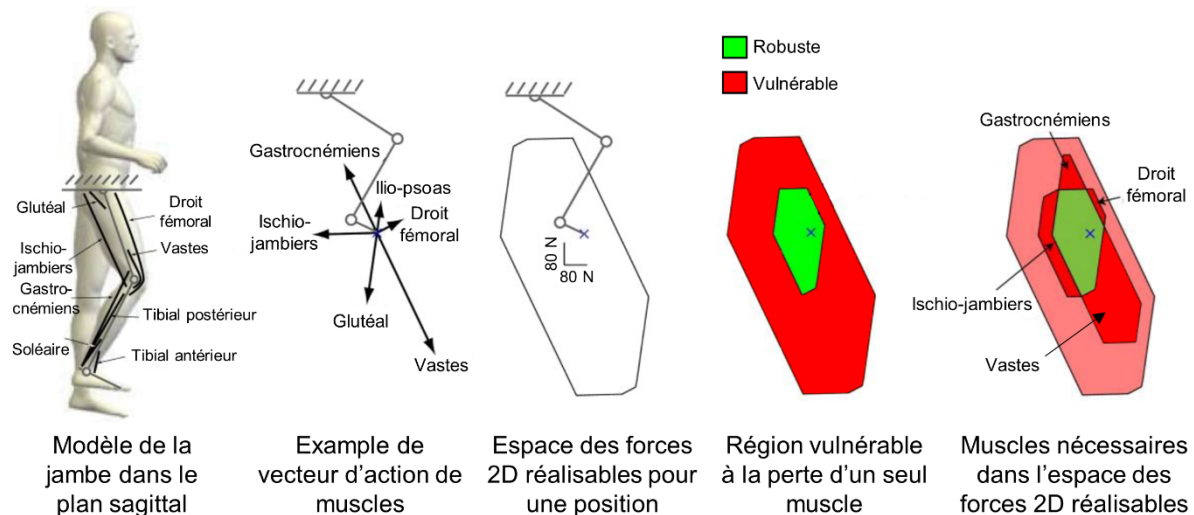 Robuste
Vulnérable
Glutéal
Droit
fémoral
Ischio-
jambiers
Vastes
Gastro-
cnémiens
Tibial postérieur
Soléaire
Tibial antérieur
Modèle de la
jambe dans le
plan sagittal
Gastrocnémiens
Ilio-psoas
Droit
fémoral
Ischio-
jambiers
Glutéal
Vastes
Example de
vecteur d'action de
muscles
80 N
80 N
Espace des forces
2D réalisables pour
une position
Région vulnérable
à la perte d'un seul
muscle
Gastrocnémiens
Droit
fémoral
Ischio-jambiers
Vastes
Muscles nécessaires
dans l'espace des
forces 2D réalisables